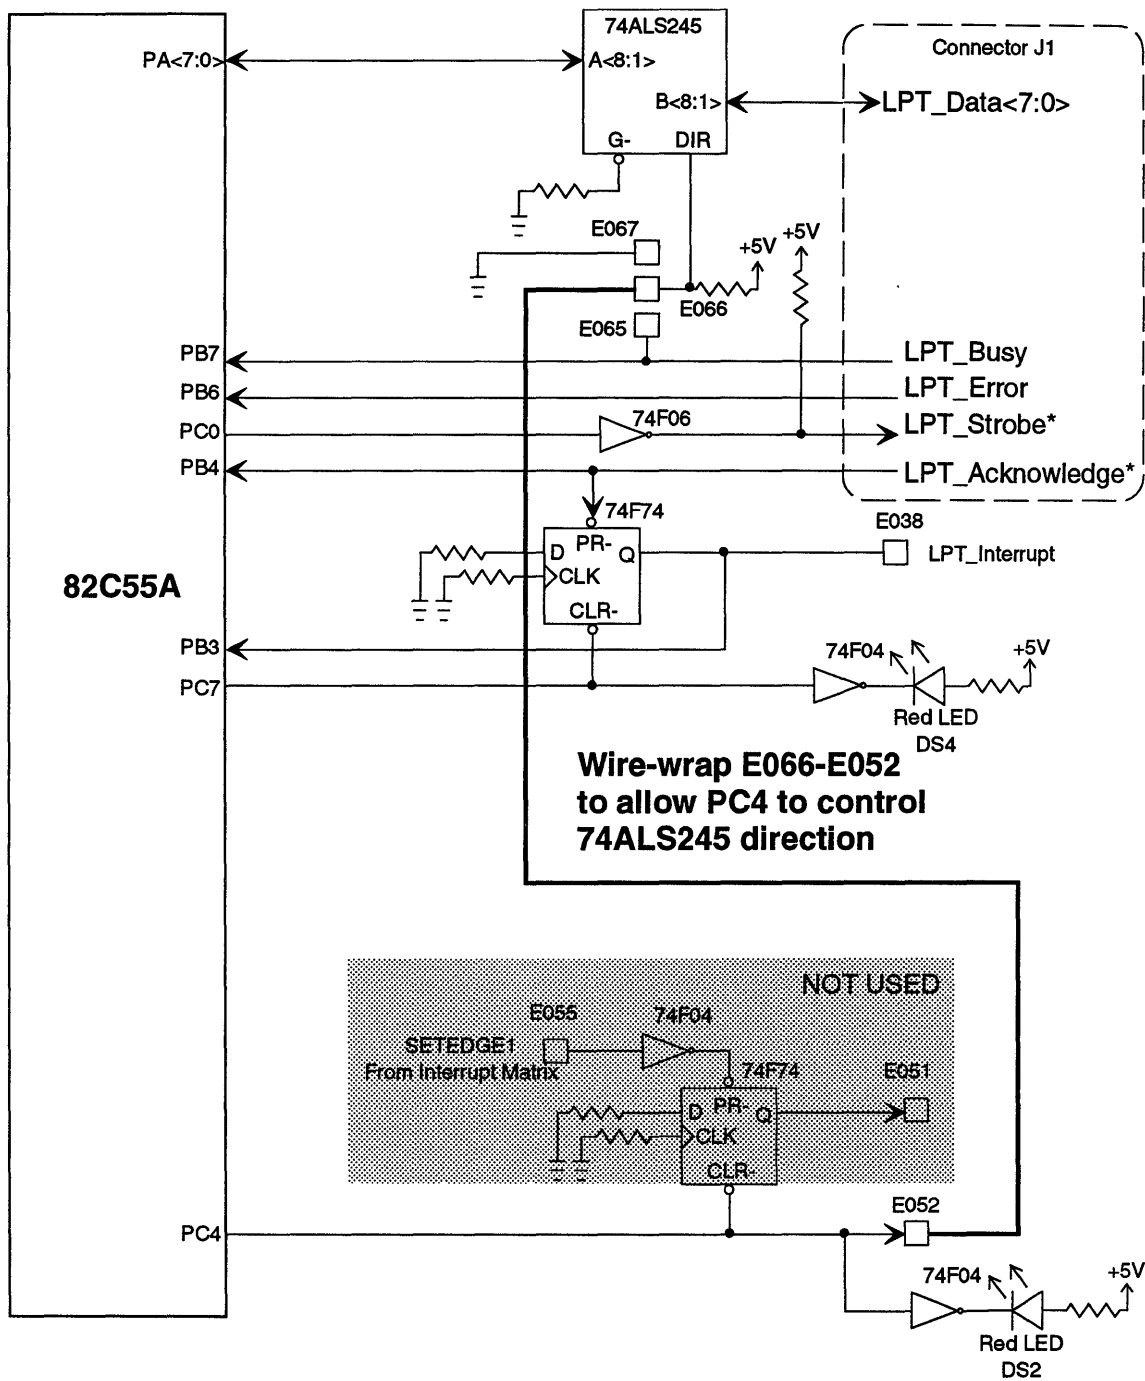 74ALS245
PA<7:0>
A<8:1>
Connector J1
B<8:1>
LPT_Data<7:0>
G-
DIR
E067
+5V
+5V
E066
E065
PB7
LPT_Busy
PB6
LPT_Error
PC0
74F06
LPT_Strobe*
PB4
LPT_Acknowledge*
74F74
E038
D
PR-
Q
LPT_Interrupt
CLK
82C55A
CLR-
PB3
74F04
+5V
PC7
Red LED
DS4
Wire-wrap E066-E052
to allow PC4 to control
74ALS245 direction
NOT USED
E055
74F04
SETEDGE1
From Interrupt Matrix
74F74
E051
D
PR-
Q
CLK
CLR-
E052
PC4
74F04
+5V
Red LED
DS2